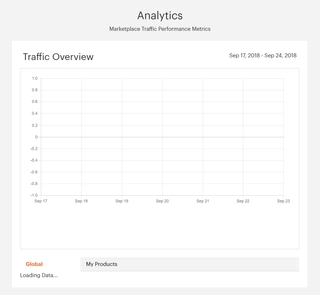 Analytics
Marketplace Traffic Performance Metrics
Traffic Overview
Sep 17, 2018 - Sep 24, 2018
1.0
0.8
0.6
0.4
0.2
0
-0.2
-0.4
-0.6
-0.8
-1.0
Sep 17 Sep 18 Sep 19 Sep 20 Sep 21 Sep 22 Sep 23
Global My Products
Loading Data...